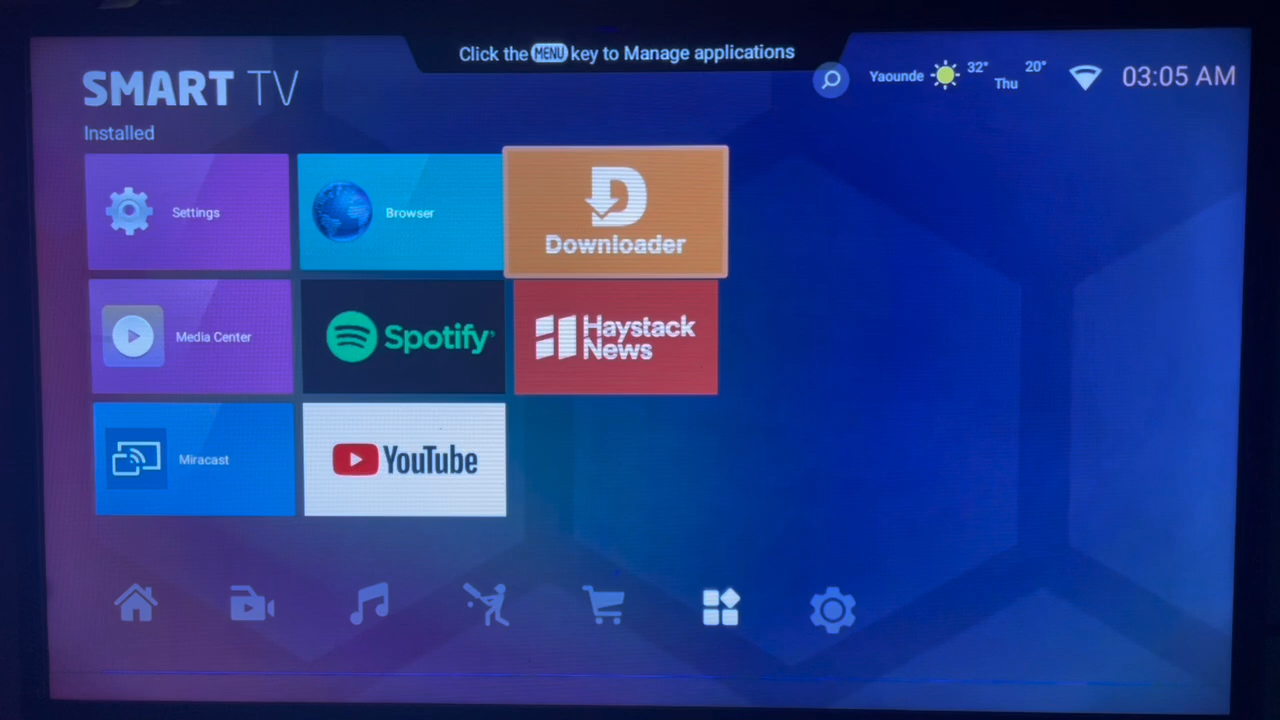 Click the MENU key to Manage applications
SMART TV
Yaounde 32° Thu 20° 03:05 AM
Installed
Settings
Browser
Downloader
Media Center
Spotify
Haystack
News
Miracast
YouTube